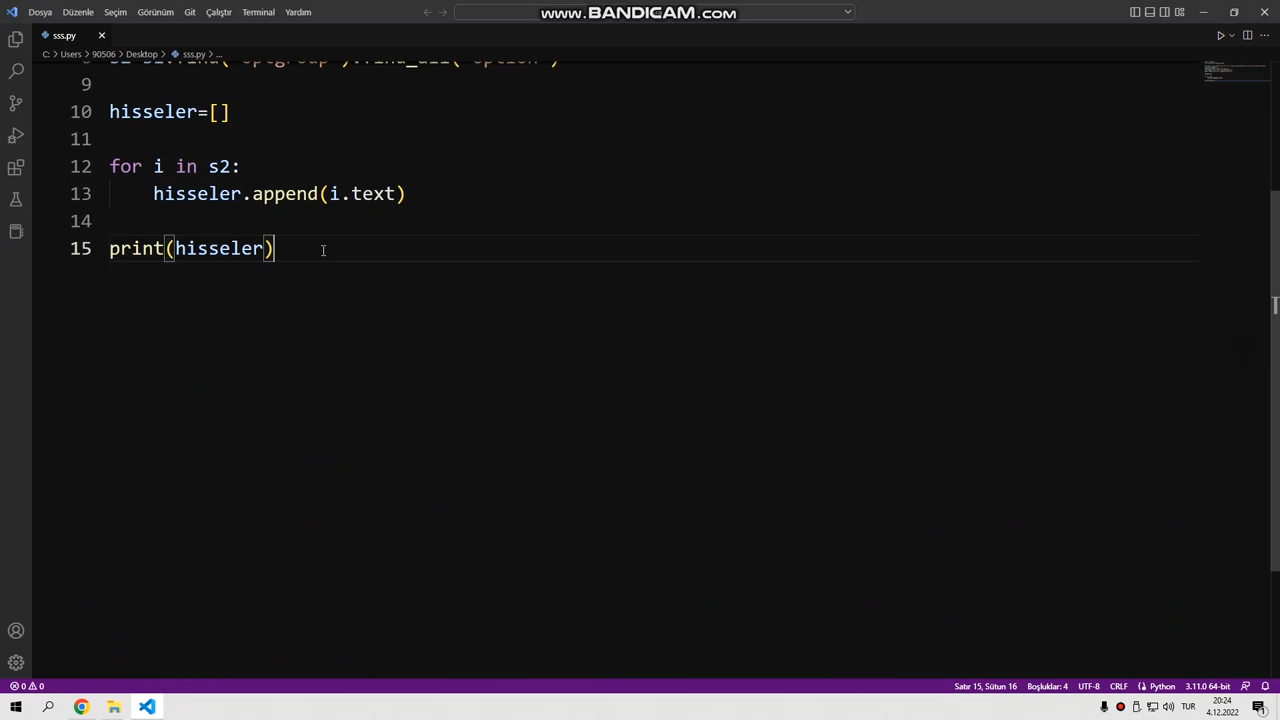 Dosya Düzenle Seçim Görünüm Git Çalıştır Terminal Yardım
www.BANDICAM.com
sss.py
C: > Users > 90506 > Desktop > sss.py > ...
9
10 hisseler=[]
11
12 for i in s2:
13 hisseler.append(i.text)
14
15 print(hisseler)
0 0
Satır 15, Sütun 16 Boşluklar: 4 UTF-8 CRLF Python 3.11.0 64-bit
TUR
20:24
4.12.2022
1